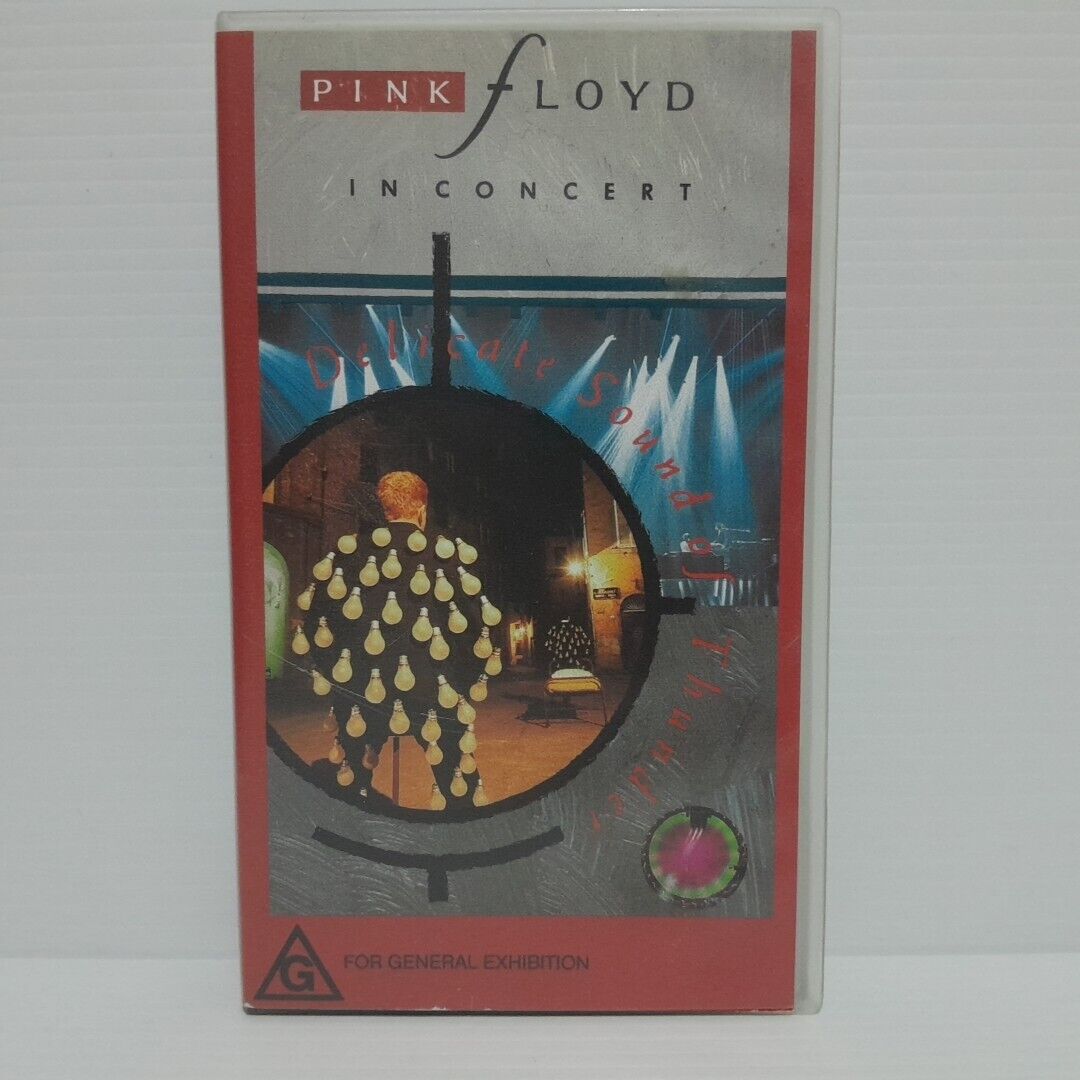 PINK fLOYD
IN CONCERT
Delicate Sound of Thunder
G FOR GENERAL EXHIBITION